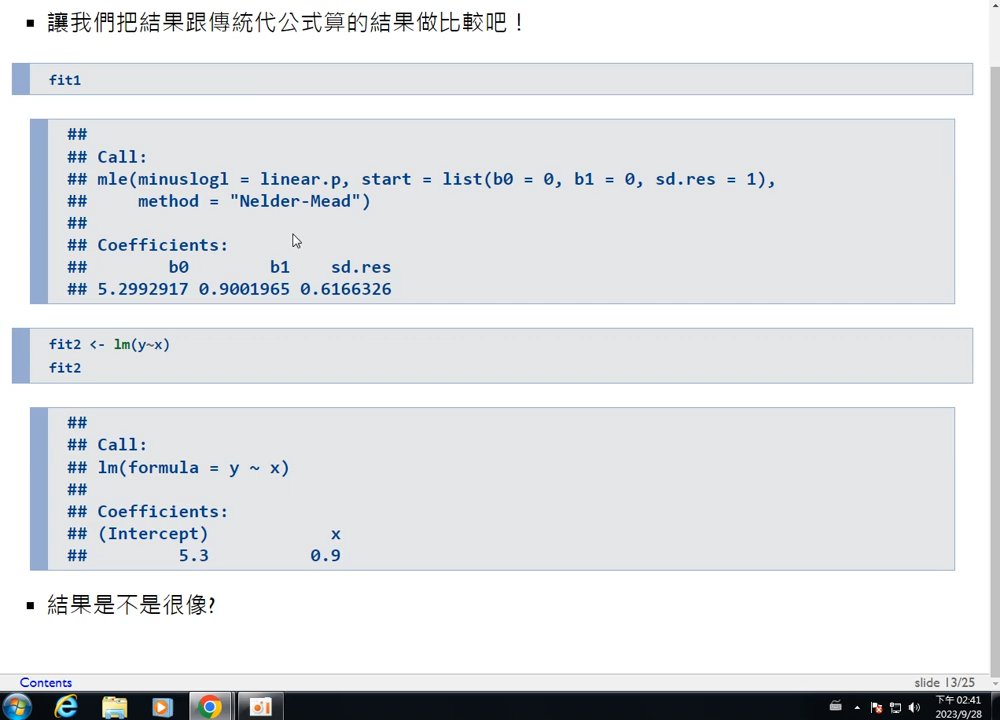 ▪ 讓我們把結果跟傳統代公式算的結果做比較吧！
fit1
##
## Call:
## mle(minuslogl = linear.p, start = list(b0 = 0, b1 = 0, sd.res = 1),
##     method = "Nelder-Mead")
##
## Coefficients:
##        b0        b1    sd.res
## 5.2992917 0.9001965 0.6166326
fit2 <- lm(y~x)
fit2
##
## Call:
## lm(formula = y ~ x)
##
## Coefficients:
## (Intercept)            x
##         5.3          0.9
▪ 結果是不是很像?
Contents
slide 13/25
下午 02:41
2023/9/28